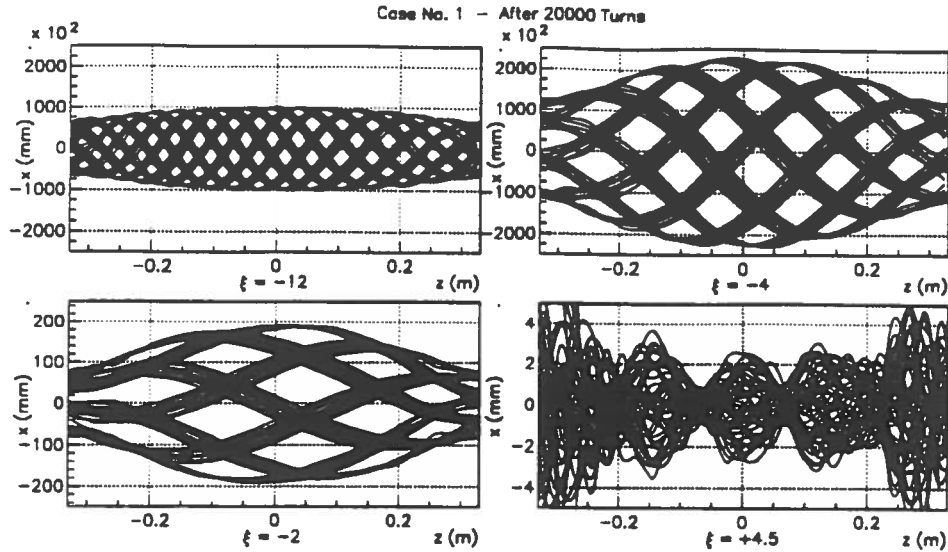 Case No. 1 – After 20000 Turns
x 10² x 10²
2000 2000
1000 1000
0 0
−1000 −1000
−2000 −2000
x (mm) x (mm)
−0.2 0 0.2 −0.2 0 0.2
ξ = −12 z (m) ξ = −4 z (m)
200 4
100 2
0 0
−100 −2
−200 −4
x (mm) x (mm)
−0.2 0 0.2 −0.2 0 0.2
ξ = −2 z (m) ξ = +4.5 z (m)